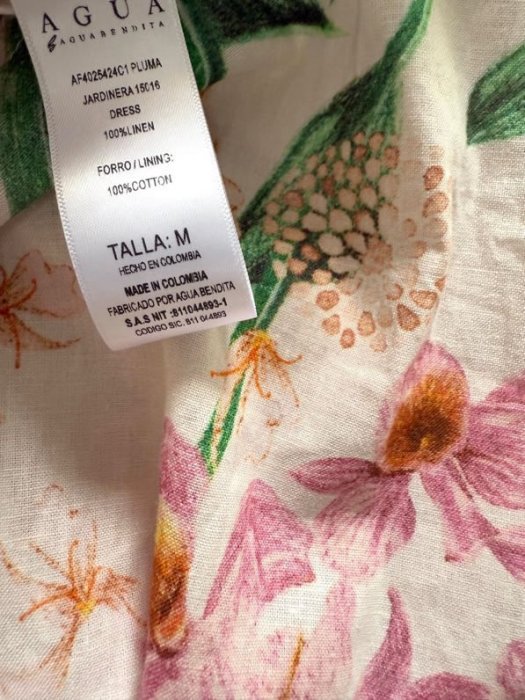 AGUA
BY AGUABENDITA
AF4025424C1 PLUMA
JARDINERA 15016
DRESS
100%LINEN
FORRO/LINING:
100%COTTON
TALLA: M
HECHO EN COLOMBIA
MADE IN COLOMBIA
FABRICADO POR AGUA BENDITA
S.A.S NIT :811044893-1
CODIGO SIC. 811 044893